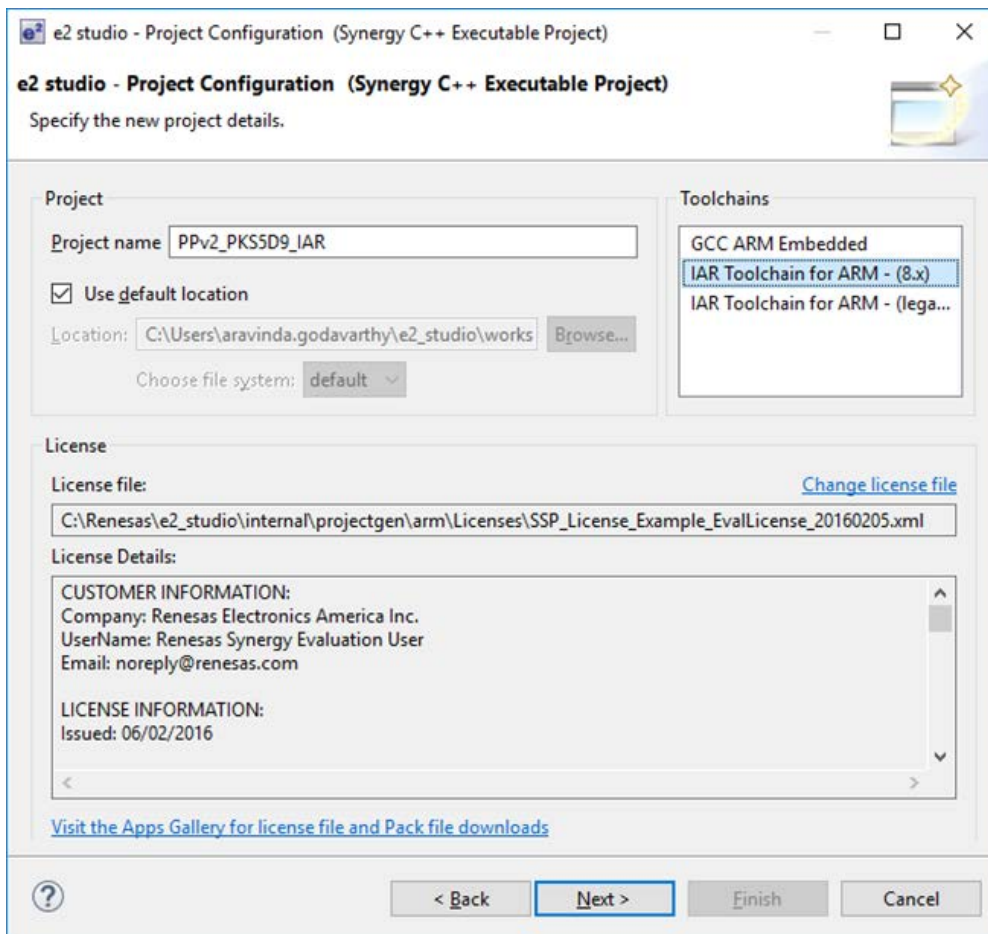 e2 studio - Project Configuration (Synergy C++ Executable Project)
e2 studio - Project Configuration (Synergy C++ Executable Project)
Specify the new project details.
Project
Project name PPv2_PKS5D9_IAR
Use default location
Location: C:\Users\aravinda.godavarthy\e2_studio\works Browse...
Choose file system: default
Toolchains
GCC ARM Embedded
IAR Toolchain for ARM - (8.x)
IAR Toolchain for ARM - (lega...
License
License file: Change license file
C:\Renesas\e2_studio\internal\projectgen\arm\Licenses\SSP_License_Example_EvalLicense_20160205.xml
License Details:
CUSTOMER INFORMATION:
Company: Renesas Electronics America Inc.
UserName: Renesas Synergy Evaluation User
Email: noreply@renesas.com
LICENSE INFORMATION:
Issued: 06/02/2016
Visit the Apps Gallery for license file and Pack file downloads
? < Back Next > Finish Cancel